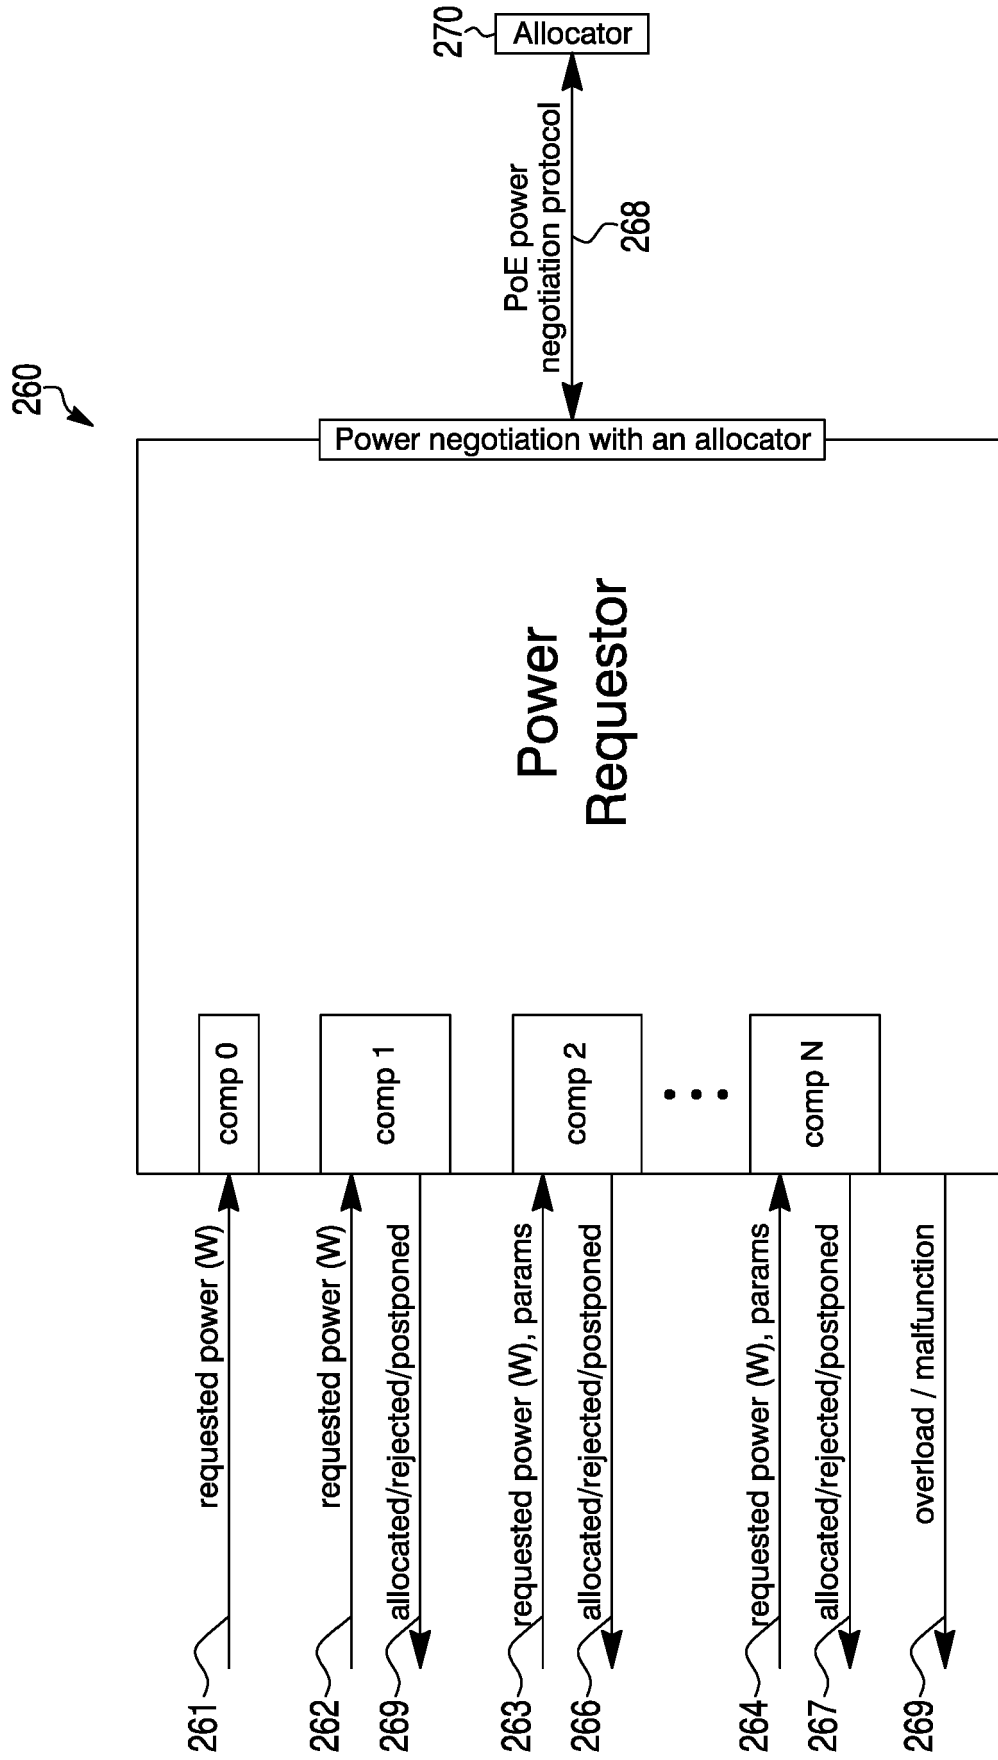 270
Allocator
PoE power
negotiation protocol
268
260
Power negotiation with an allocator
Power
Requestor
comp 0
comp 1
comp 2
comp N
requested power (W)
requested power (W)
allocated/rejected/postponed
requested power (W), params
allocated/rejected/postponed
requested power (W), params
allocated/rejected/postponed
overload / malfunction
261
262
269
263
266
264
267
269